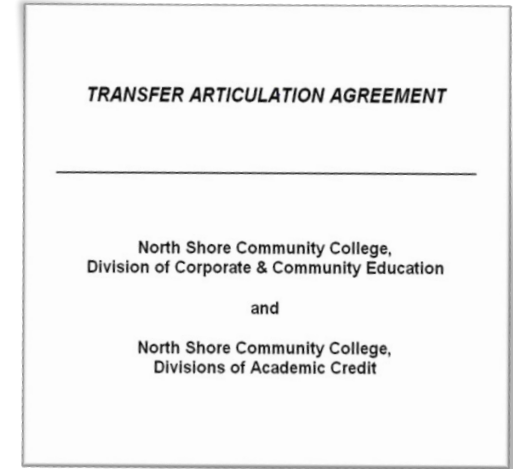 TRANSFER ARTICULATION AGREEMENT
North Shore Community College,
Division of Corporate & Community Education
and
North Shore Community College,
Divisions of Academic Credit